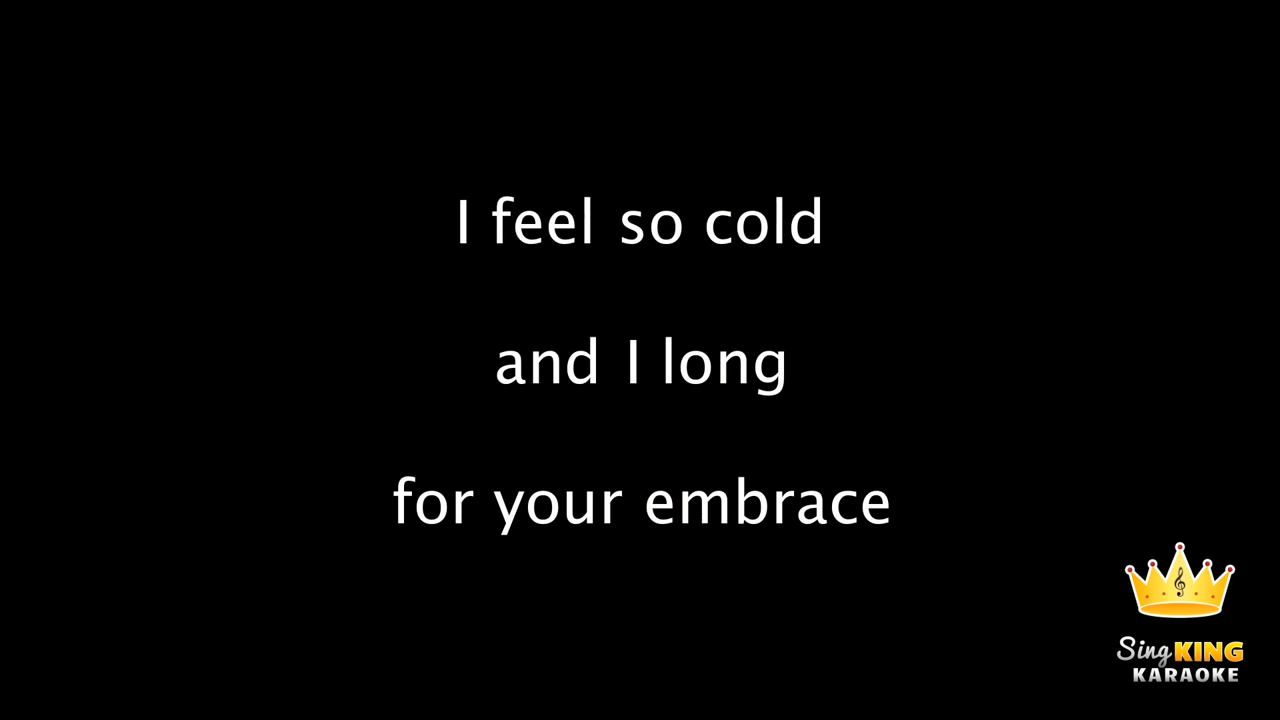 I feel so cold
and I long
for your embrace
Sing KING
KARAOKE